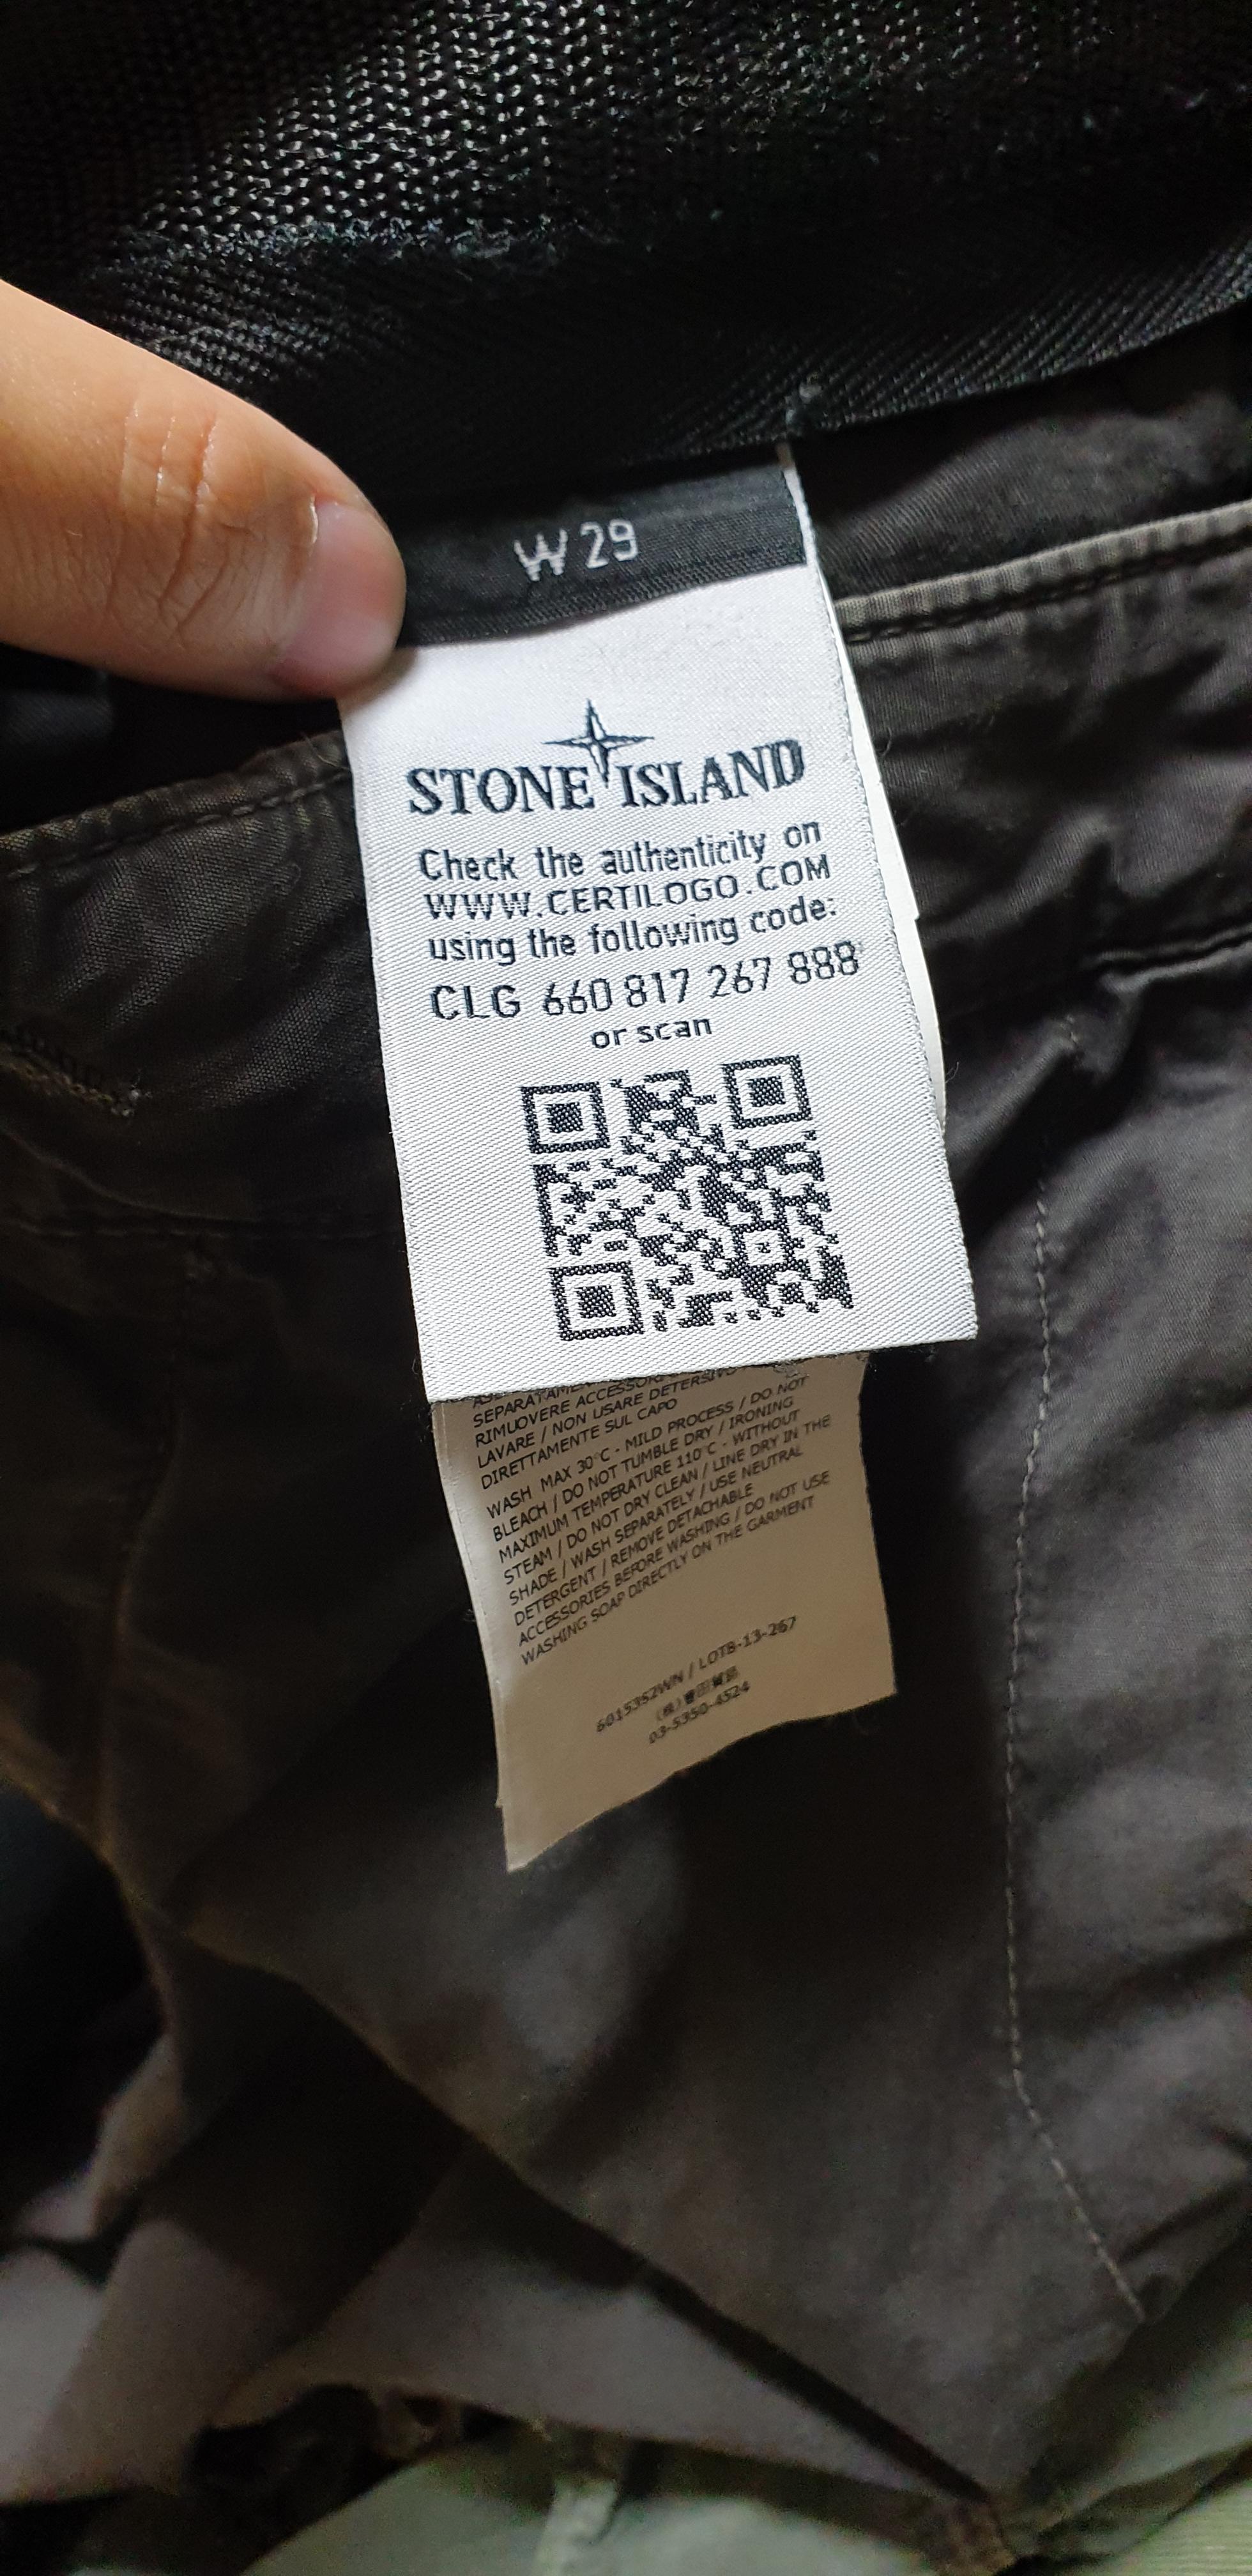 W 29
STONE ISLAND
Check the authenticity on
WWW.CERTILOGO.COM
using the following code:
CLG 660 817 267 888
or scan
SEPARATAMEN
RIMUOVERE ACCESSORI
LAVARE / NON USARE DETERSIVO
DIRETTAMENTE SUL CAPO
WASH MAX 30°C - MILD PROCESS / DO NOT
BLEACH / DO NOT TUMBLE DRY / IRONING
MAXIMUM TEMPERATURE 110°C - WITHOUT
STEAM / DO NOT DRY CLEAN / LINE DRY IN THE
SHADE / WASH SEPARATELY / USE NEUTRAL
DETERGENT / REMOVE DETACHABLE
ACCESSORIES BEFORE WASHING / DO NOT USE
WASHING SOAP DIRECTLY ON THE GARMENT
6015352WN / LOTB-13-267
03-5350-4524